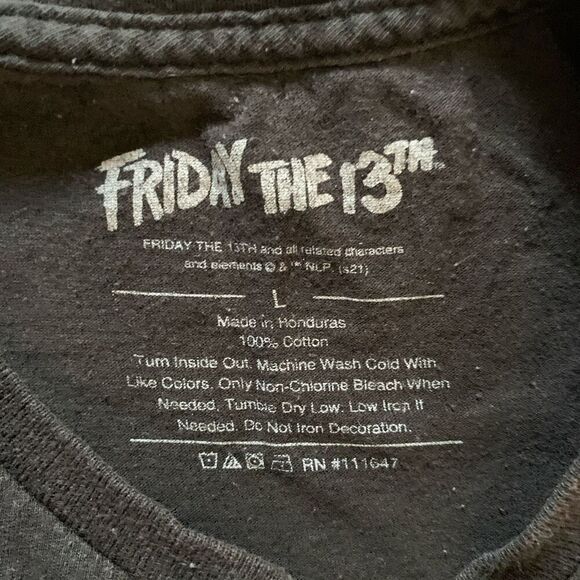 FRIDAY THE 13TH
FRIDAY THE 13TH and all related characters
and elements © & ™ NLP. (s21)
L
Made in Honduras
100% Cotton
Turn Inside Out. Machine Wash Cold With
Like Colors. Only Non-Chlorine Bleach When
Needed. Tumble Dry Low. Low Iron If
Needed. Do Not Iron Decoration.
RN #111647